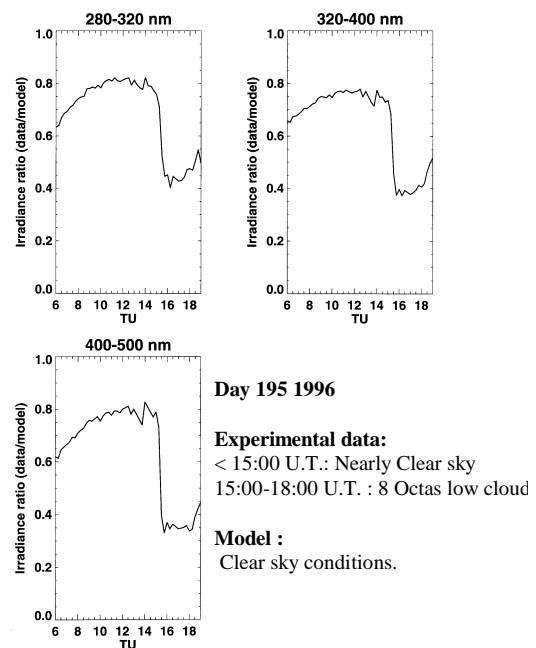 280-320 nm
1.0
0.8
0.6
0.4
0.2
0.0
Irradiance ratio (data/model)
6 8 10 12 14 16 18
TU
320-400 nm
1.0
0.8
0.6
0.4
0.2
0.0
Irradiance ratio (data/model)
6 8 10 12 14 16 18
TU
400-500 nm
1.0
0.8
0.6
0.4
0.2
0.0
Irradiance ratio (data/model)
6 8 10 12 14 16 18
TU
Day 195 1996
Experimental data:
< 15:00 U.T.: Nearly Clear sky
15:00-18:00 U.T. : 8 Octas low cloud
Model :
Clear sky conditions.